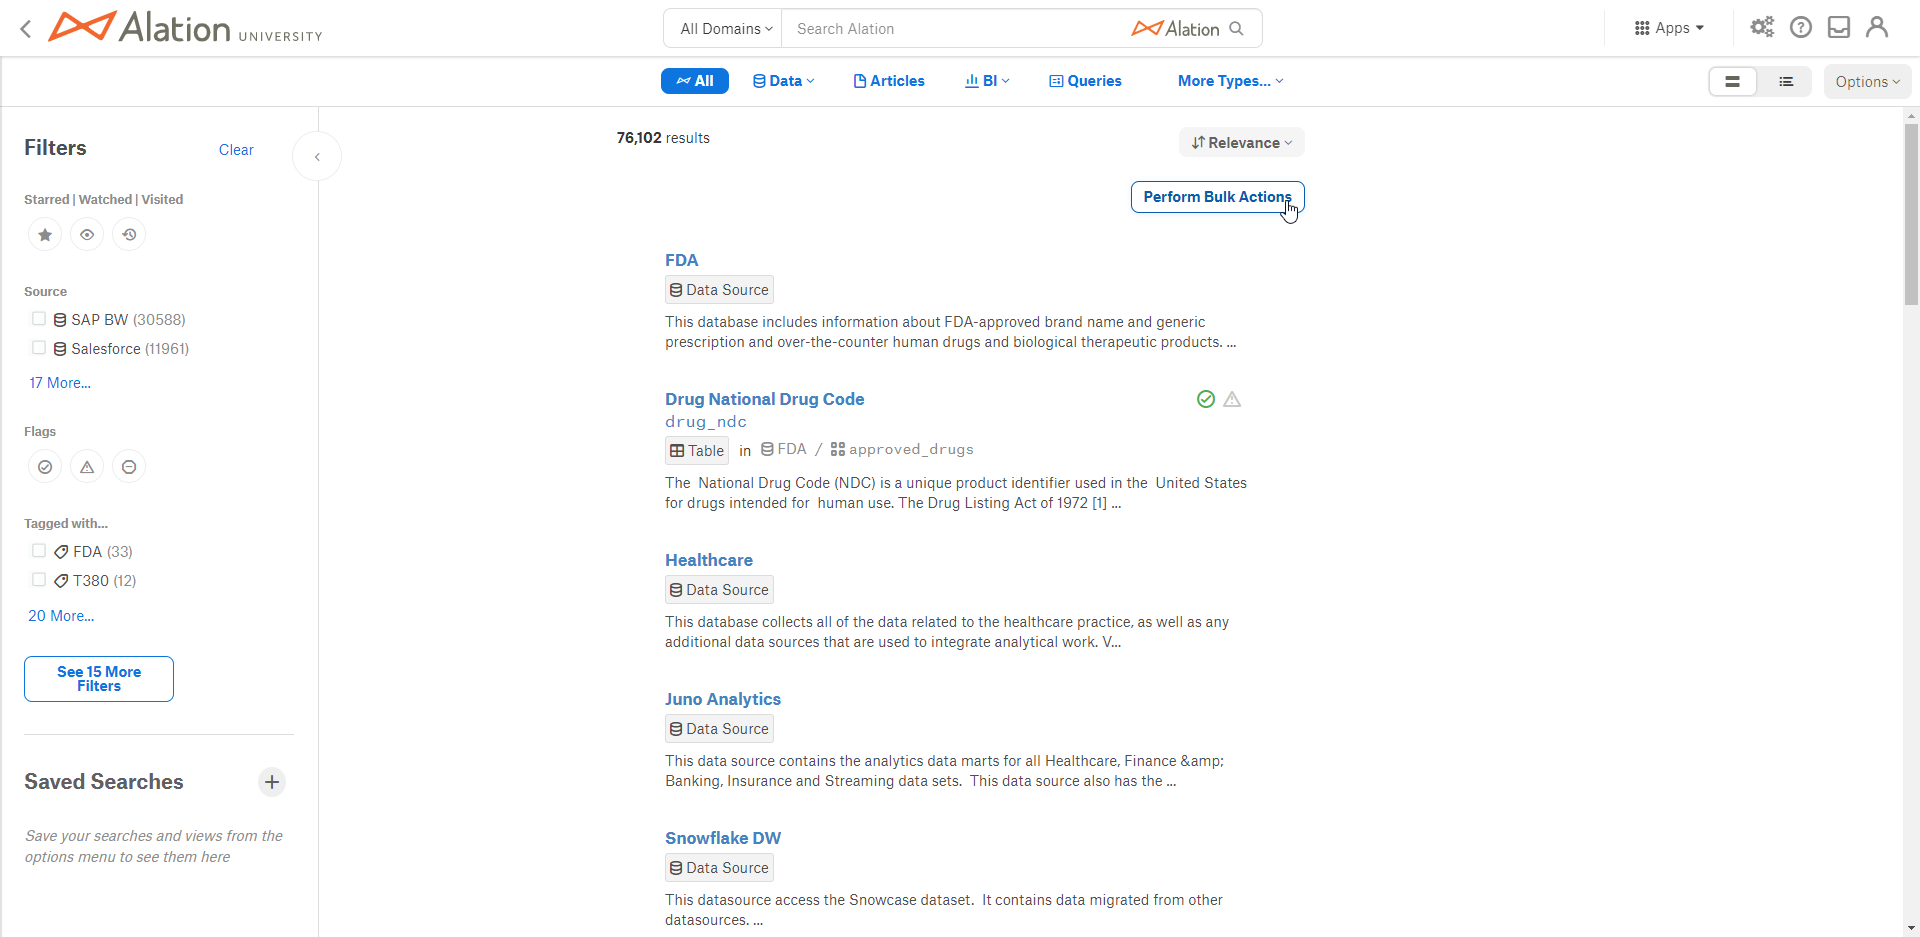 Alation UNIVERSITY
All Domains
Search Alation
Alation
Apps
All
Data
Articles
BI
Queries
More Types...
Options
Filters
Clear
Starred | Watched | Visited
Source
SAP BW (30588)
Salesforce (11961)
17 More...
Flags
Tagged with...
FDA (33)
T380 (12)
20 More...
See 15 More
Filters
Saved Searches
Save your searches and views from the
options menu to see them here
76,102 results
Relevance
Perform Bulk Actions
FDA
Data Source
This database includes information about FDA-approved brand name and generic
prescription and over-the-counter human drugs and biological therapeutic products. ...
Drug National Drug Code
drug_ndc
Table in FDA / approved_drugs
The National Drug Code (NDC) is a unique product identifier used in the United States
for drugs intended for human use. The Drug Listing Act of 1972 [1] ...
Healthcare
Data Source
This database collects all of the data related to the healthcare practice, as well as any
additional data sources that are used to integrate analytical work. V...
Juno Analytics
Data Source
This data source contains the analytics data marts for all Healthcare, Finance &amp;
Banking, Insurance and Streaming data sets. This data source also has the ...
Snowflake DW
Data Source
This datasource access the Snowcase dataset. It contains data migrated from other
datasources. ...